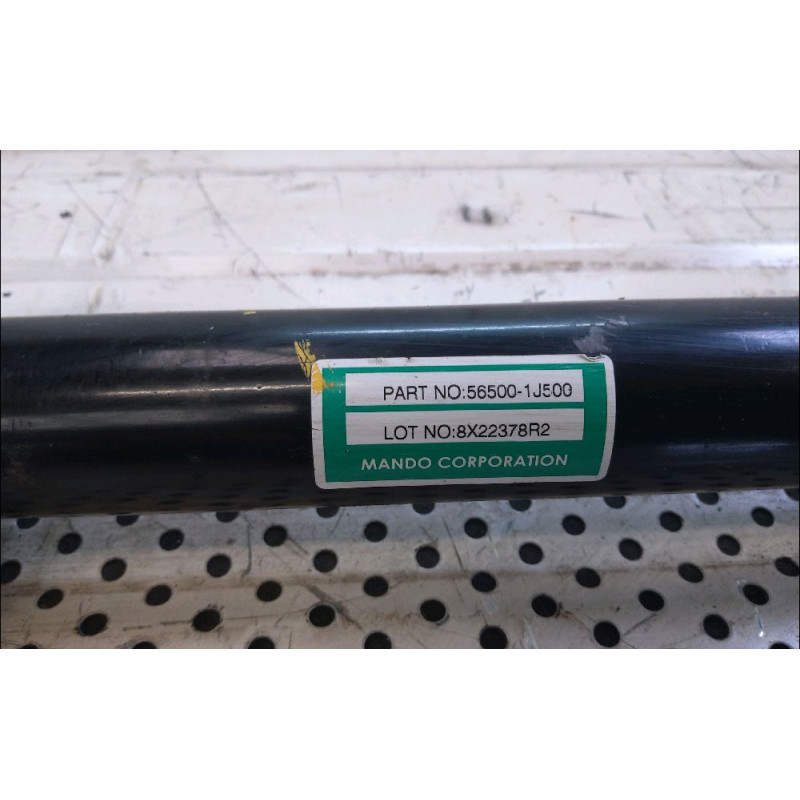 PART NO:56500-1J500
LOT NO:8X22378R2
MANDO CORPORATION